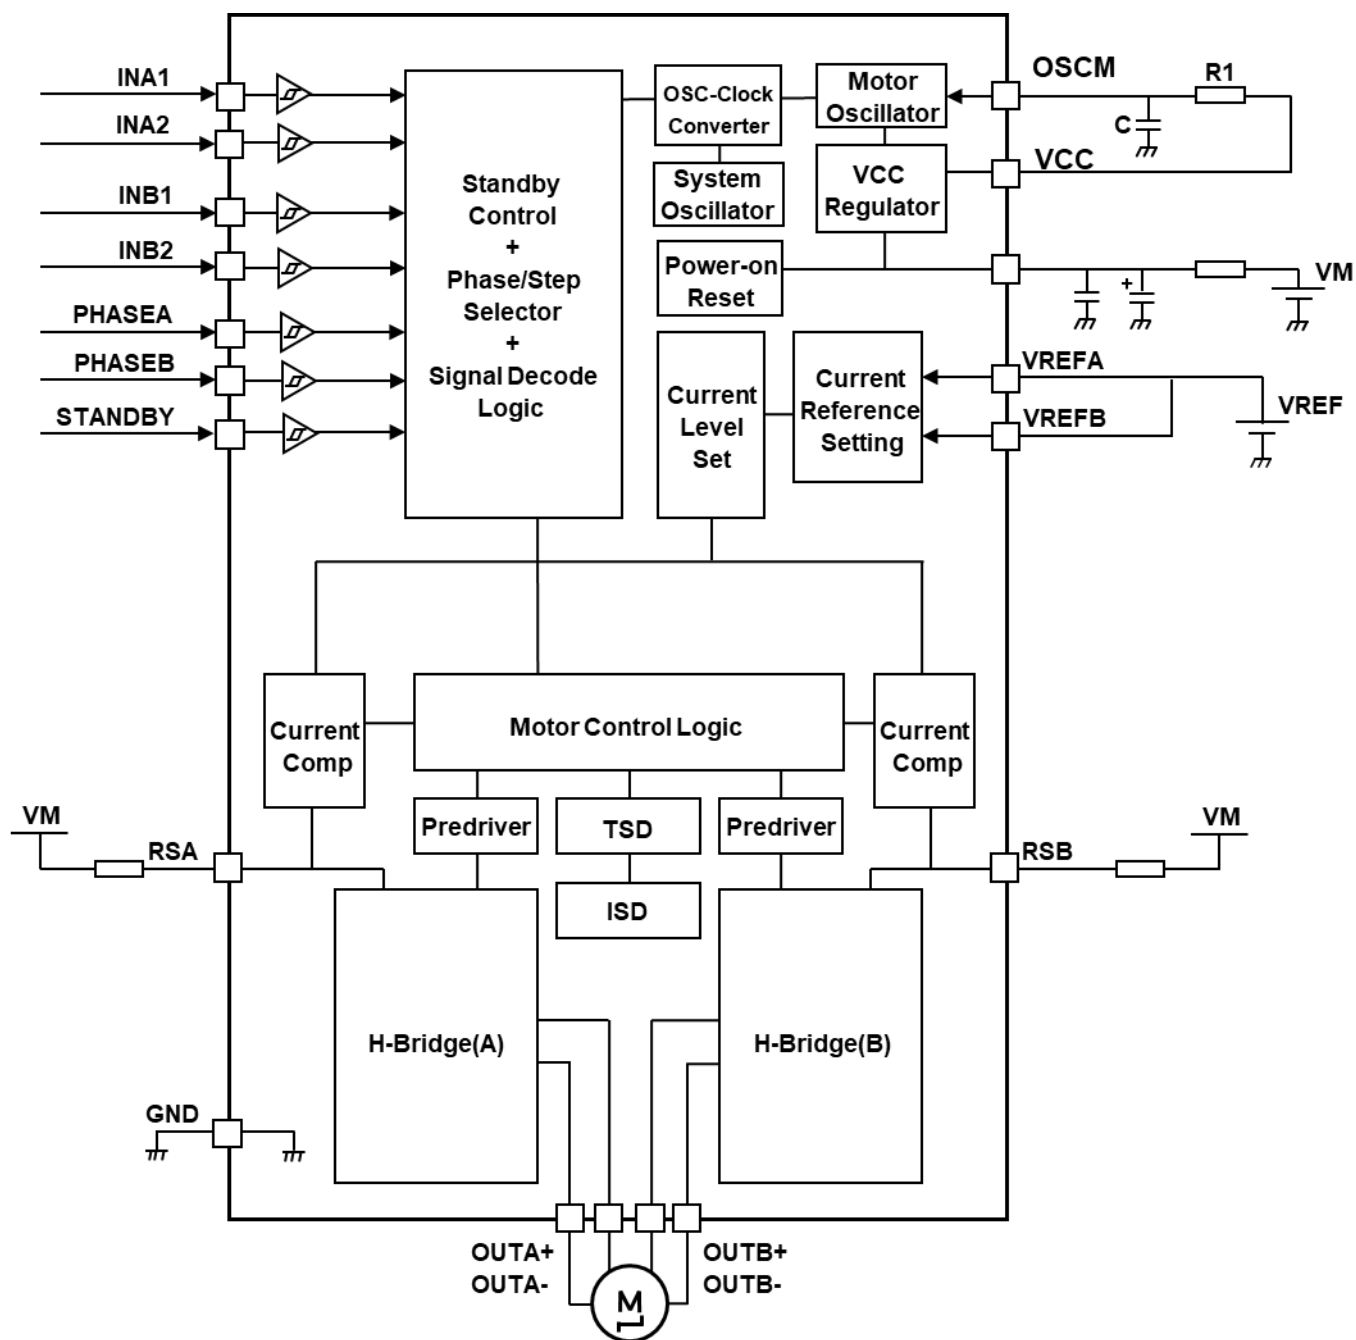 INA1
INA2
INB1
INB2
PHASEA
PHASEB
STANDBY
Standby
Control
+
Phase/Step
Selector
+
Signal Decode
Logic
OSC-Clock
Converter
Motor
Oscillator
System
Oscillator
VCC
Regulator
Power-on
Reset
Current
Level
Set
Current
Reference
Setting
OSCM
R1
C
VCC
+
VM
VREFA
VREFB
VREF
Current
Comp
Motor Control Logic
Current
Comp
Predriver
TSD
Predriver
ISD
VM
RSA
RSB
VM
H-Bridge(A)
H-Bridge(B)
GND
OUTA+
OUTA-
OUTB+
OUTB-
M